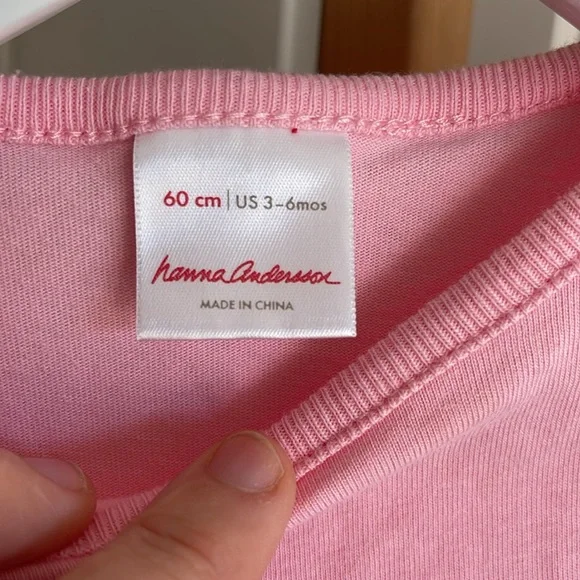 60 cm | US 3-6mos
hanna andersson
MADE IN CHINA